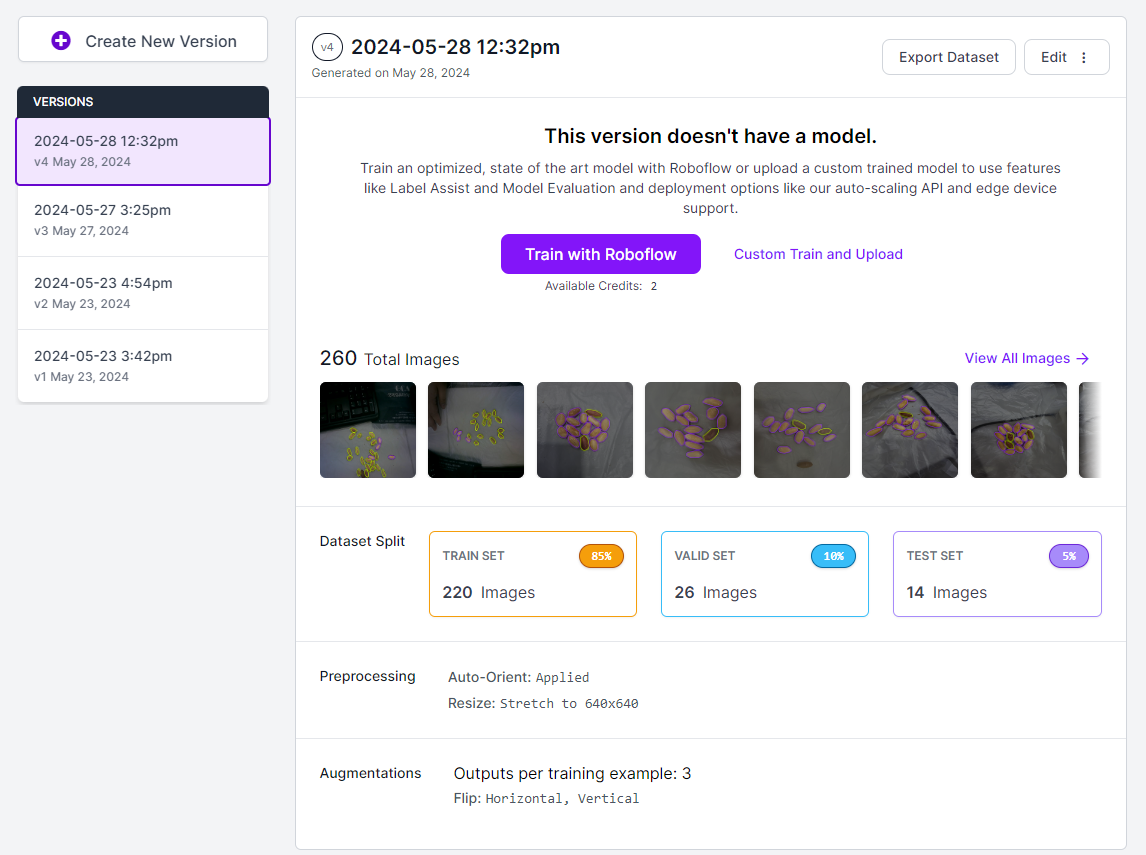 Create New Version
VERSIONS
2024-05-28 12:32pm
v4 May 28, 2024
2024-05-27 3:25pm
v3 May 27, 2024
2024-05-23 4:54pm
v2 May 23, 2024
2024-05-23 3:42pm
v1 May 23, 2024
v4
2024-05-28 12:32pm
Generated on May 28, 2024
Export Dataset
Edit
This version doesn't have a model.
Train an optimized, state of the art model with Roboflow or upload a custom trained model to use features
like Label Assist and Model Evaluation and deployment options like our auto-scaling API and edge device
support.
Train with Roboflow
Custom Train and Upload
Available Credits: 2
260 Total Images
View All Images →
Dataset Split
TRAIN SET 85%
220 Images
VALID SET 10%
26 Images
TEST SET 5%
14 Images
Preprocessing
Auto-Orient: Applied
Resize: Stretch to 640x640
Augmentations
Outputs per training example: 3
Flip: Horizontal, Vertical